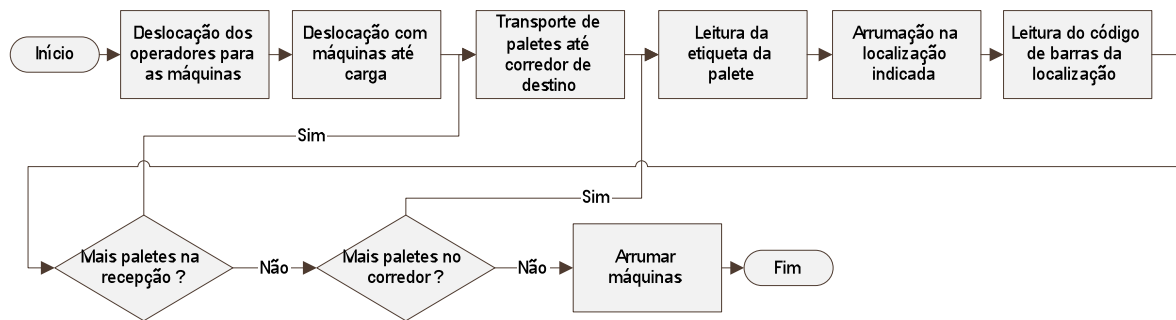 Início
Deslocação dos
operadores para
as máquinas
Deslocação com
máquinas até
carga
Transporte de
paletes até
corredor de
destino
Leitura da
etiqueta da
palete
Arrumação na
localização
indicada
Leitura do código
de barras da
localização
Sim
Sim
Mais paletes na
recepção ?
Não
Mais paletes no
corredor ?
Não
Arrumar
máquinas
Fim